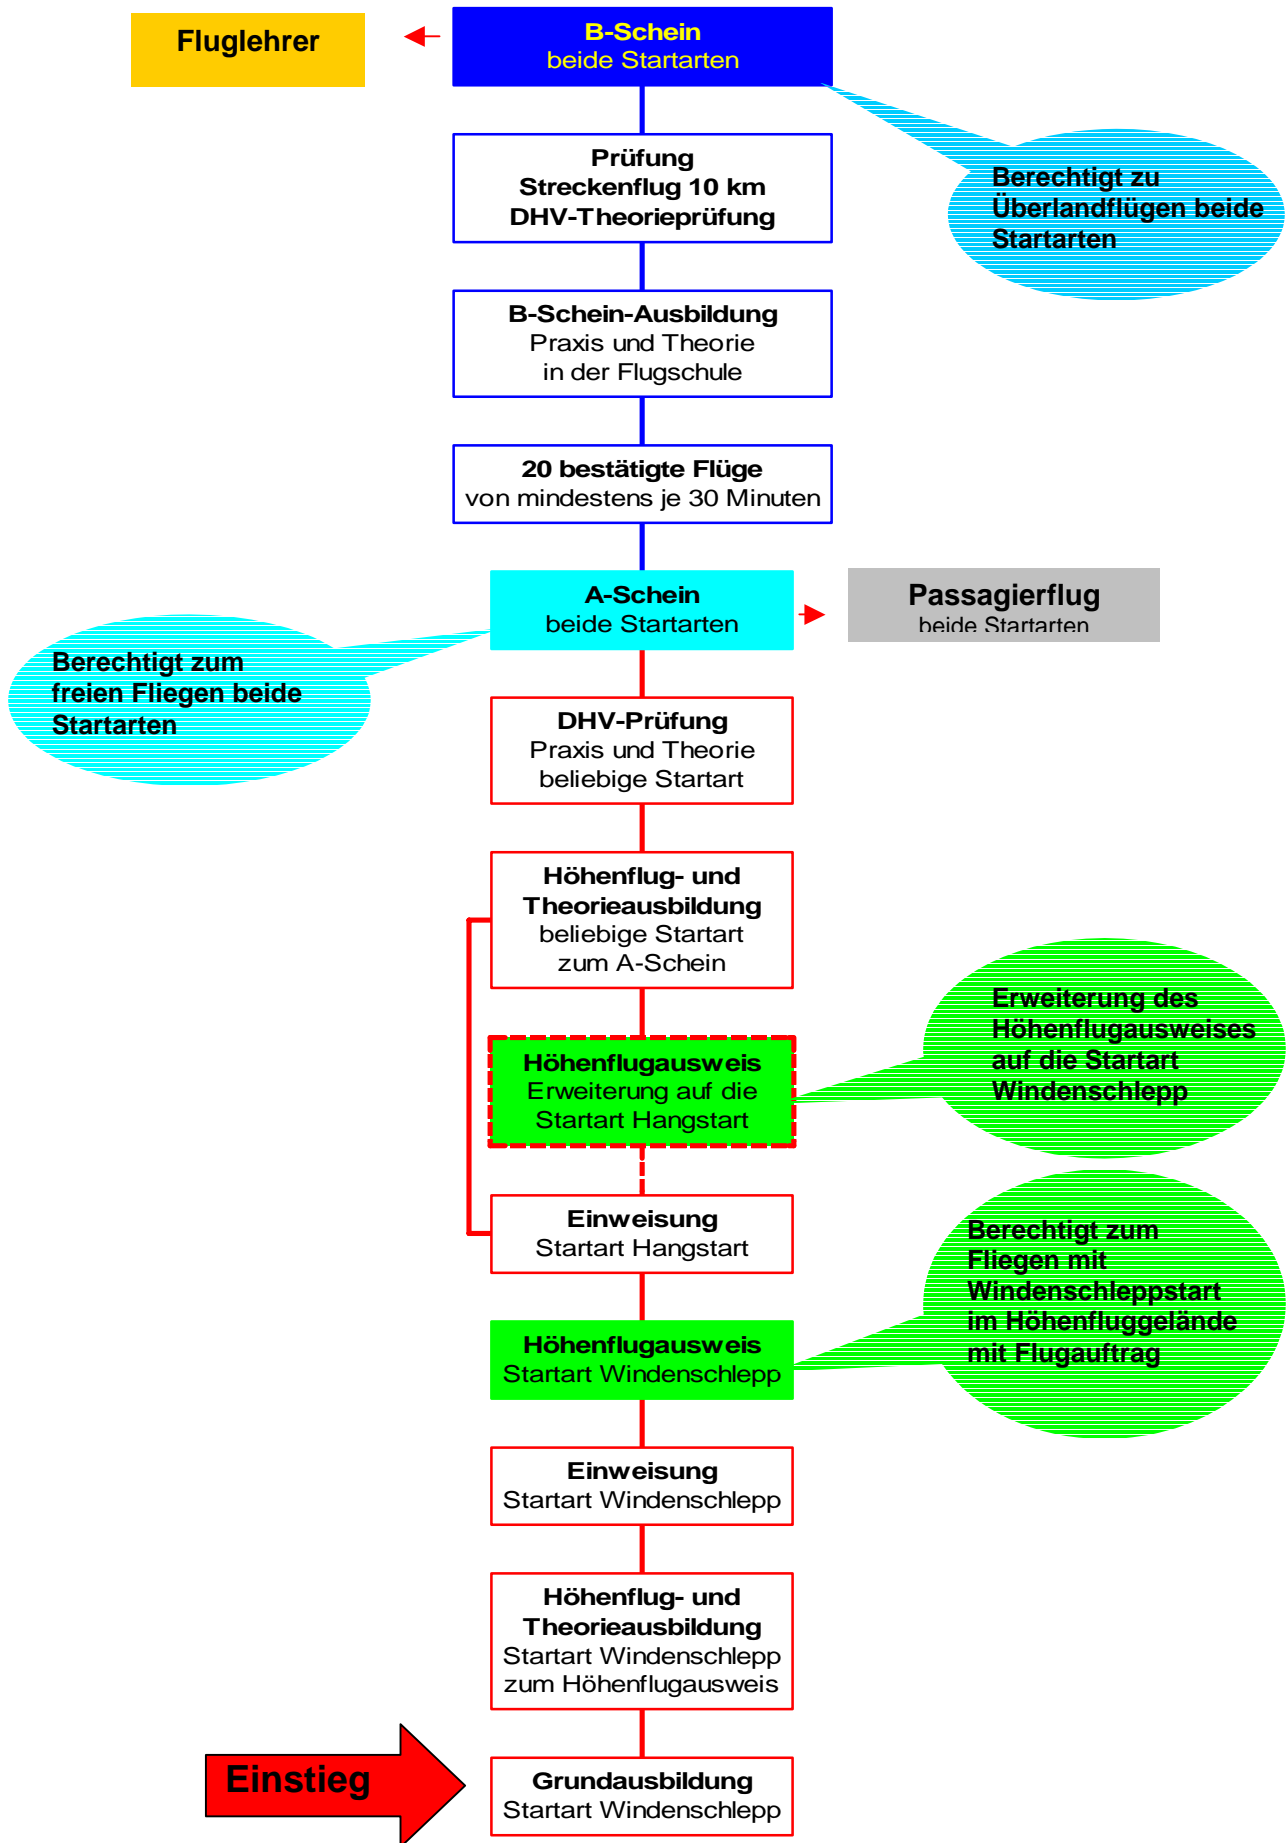 Fluglehrer
B-Schein
beide Startarten
Prüfung
Streckenflug 10 km
DHV-Theorieprüfung
Berechtigt zu
Überlandflügen beide
Startarten
B-Schein-Ausbildung
Praxis und Theorie
in der Flugschule
20 bestätigte Flüge
von mindestens je 30 Minuten
A-Schein
beide Startarten
Passagierflug
beide Startarten
Berechtigt zum
freien Fliegen beide
Startarten
DHV-Prüfung
Praxis und Theorie
beliebige Startart
Höhenflug- und
Theorieausbildung
beliebige Startart
zum A-Schein
Höhenflugausweis
Erweiterung auf die
Startart Hangstart
Erweiterung des
Höhenflugausweises
auf die Startart
Windenschlepp
Einweisung
Startart Hangstart
Berechtigt zum
Fliegen mit
Windenschleppstart
im Höhenfluggelände
mit Flugauftrag
Höhenflugausweis
Startart Windenschlepp
Einweisung
Startart Windenschlepp
Höhenflug- und
Theorieausbildung
Startart Windenschlepp
zum Höhenflugausweis
Einstieg
Grundausbildung
Startart Windenschlepp